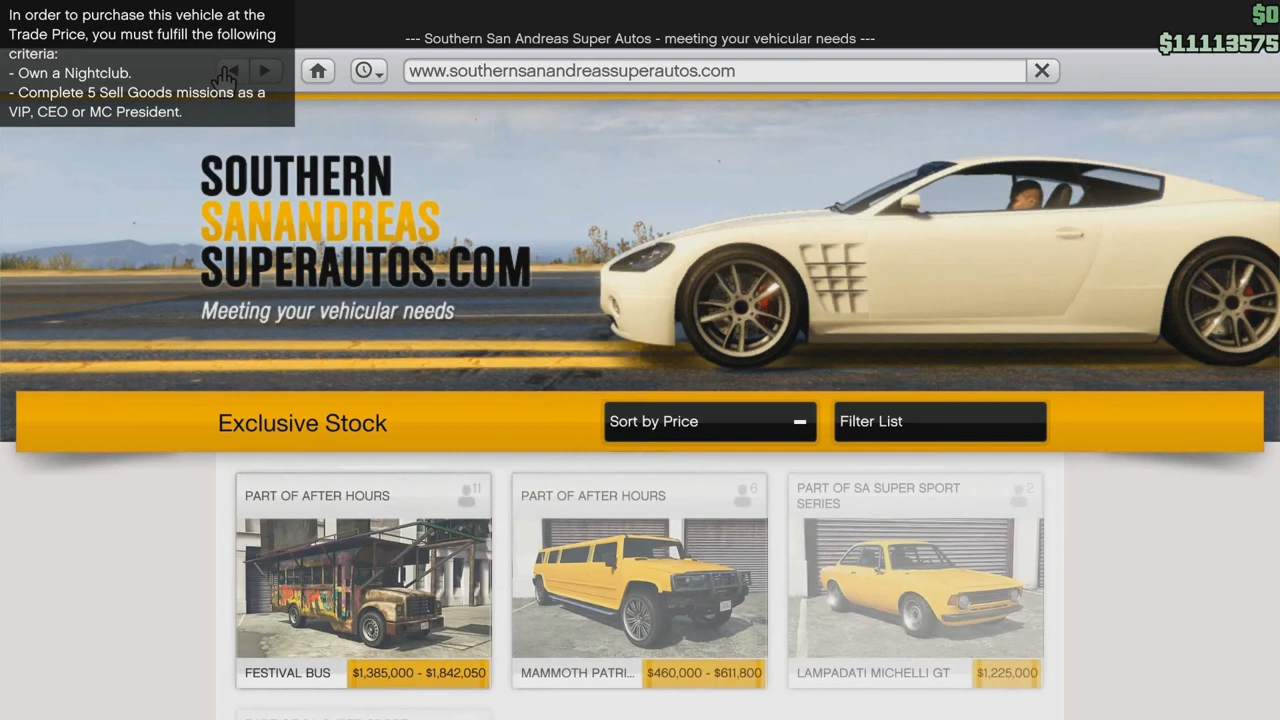 In order to purchase this vehicle at the
Trade Price, you must fulfill the following
criteria:
- Own a Nightclub.
- Complete 5 Sell Goods missions as a
VIP, CEO or MC President.
--- Southern San Andreas Super Autos - meeting your vehicular needs ---
$0
$11113575
www.southernsanandreassuperautos.com
SOUTHERN
SANANDREAS
SUPERAUTOS.COM
Meeting your vehicular needs
Exclusive Stock
Sort by Price
Filter List
PART OF AFTER HOURS
11
PART OF AFTER HOURS
6
PART OF SA SUPER SPORT
SERIES
2
FESTIVAL BUS
$1,385,000 - $1,842,050
MAMMOTH PATRI...
$460,000 - $611,800
LAMPADATI MICHELLI GT
$1,225,000